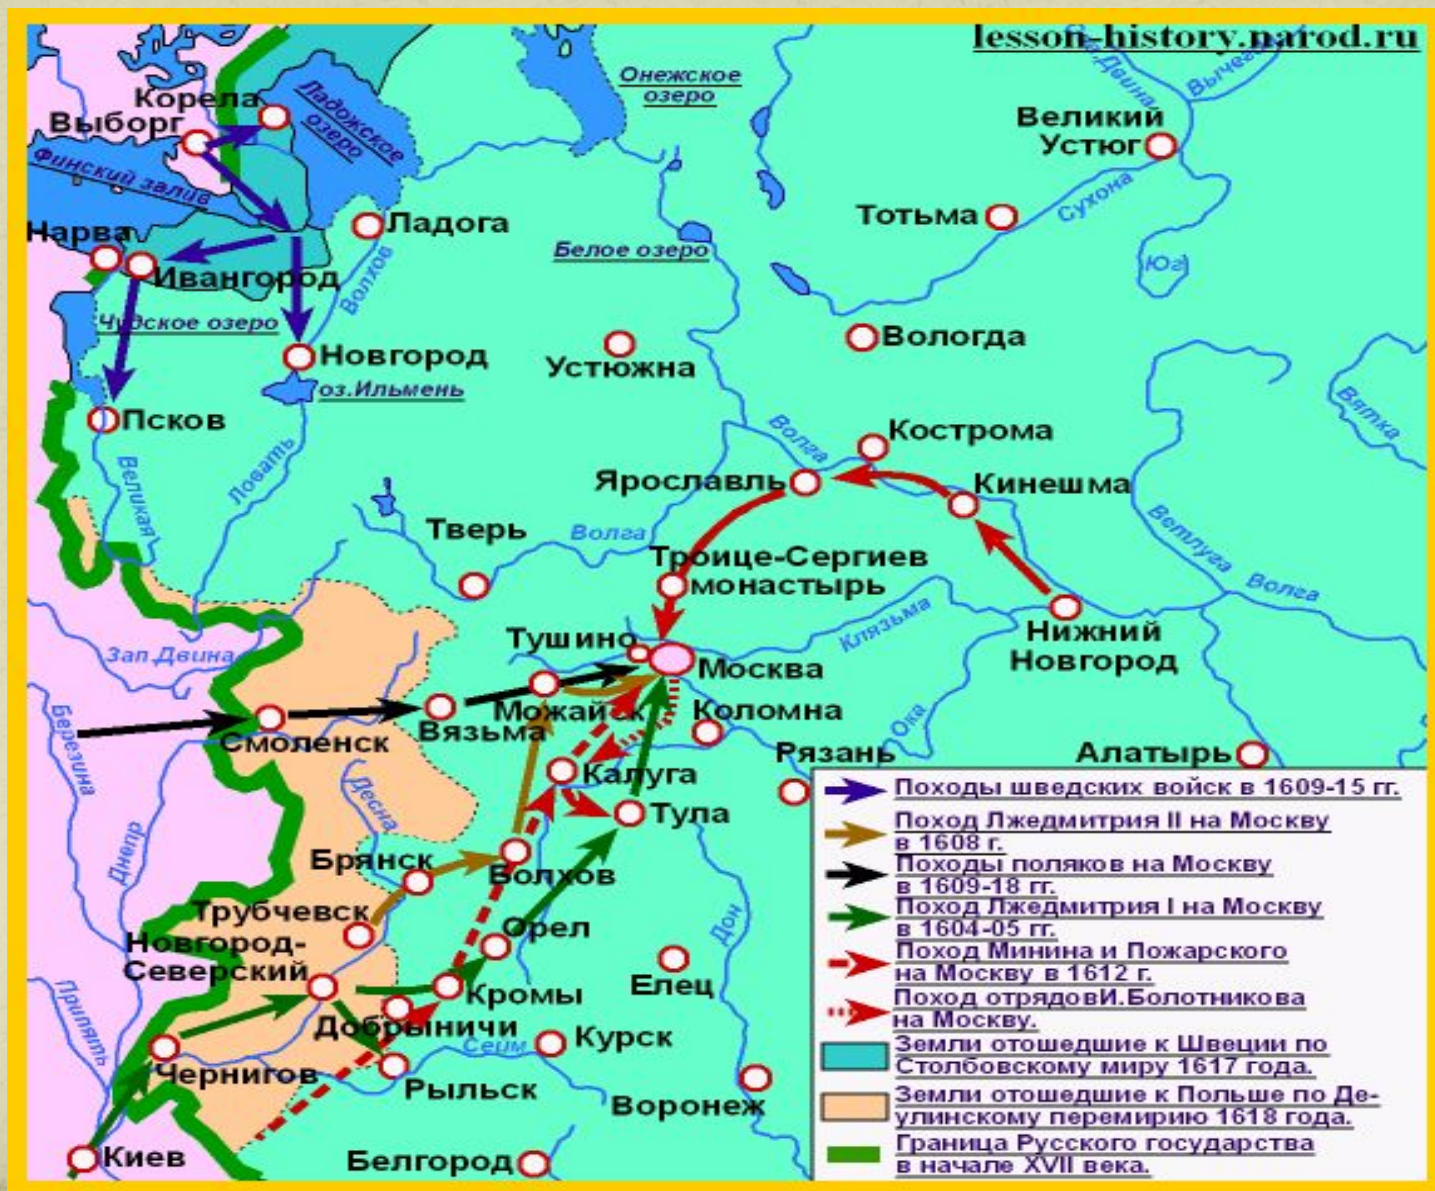 lesson-history.narod.ru
Онежское
озеро
Вычег
Двина
Корела
Ладожское
озеро
Выборг
Великий
Устюг
Финский залив
Сухона
Тотьма
Ладога
Нарва
Белое озеро
Ивангород
Волхов
Юг
Чудское озеро
Вологда
Новгород
Устюжна
оз.Ильмень
Вятка
Псков
Волга
Кострома
Великая
Ловать
Ярославль
Кинешма
Тверь
Волга
Ветлуга
Волга
Троице-Сергиев
монастырь
Клязьма
Тушино
Нижний
Новгород
Зап.Двина
Москва
Можайск
Коломна
Березина
Смоленск
Вязьма
Ока
Рязань
Алатырь
Калуга
Десна
Тула
Днепр
Брянск
Болхов
Трубчевск
Орел
Дон
Новгород-
Северский
Кромы
Елец
Припять
Добрыничи
Сейм
Курск
Чернигов
Рыльск
Воронеж
Киев
Белгород
Походы шведских войск в 1609-15 гг.
Поход Лжедмитрия II на Москву
в 1608 г.
Походы поляков на Москву
в 1609-18 гг.
Поход Лжедмитрия I на Москву
в 1604-05 гг.
Поход Минина и Пожарского
на Москву в 1612 г.
Поход отрядовИ.Болотникова
на Москву.
Земли отошедшие к Швеции по
Столбовскому миру 1617 года.
Земли отошедшие к Польше по Де-
улинскому перемирию 1618 года.
Граница Русского государства
в начале XVII века.